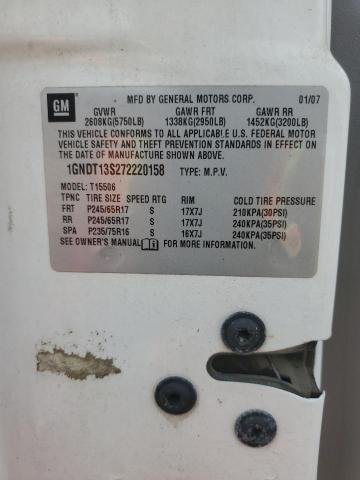 GM
MFD BY GENERAL MOTORS CORP. 01/07
GVWR GAWR FRT GAWR RR
2608KG(5750LB) 1338KG(2950LB) 1452KG(3200LB)
THIS VEHICLE CONFORMS TO ALL APPLICABLE U.S. FEDERAL MOTOR
VEHICLE SAFETY AND THEFT PREVENTION STANDARDS IN EFFECT ON
THE DATE OF MANUFACTURE SHOWN ABOVE.
1GNDT13S272220158 TYPE: M.P.V.
MODEL: T15506
TPNC TIRE SIZE SPEED RTG RIM COLD TIRE PRESSURE
FRT P245/65R17 S 17X7J 210KPA(30PSI)
RR P245/65R17 S 17X7J 240KPA(35PSI)
SPA P235/75R16 S 16X7J 240KPA(35PSI)
SEE OWNER'S MANUAL FOR MORE INFORMATION.